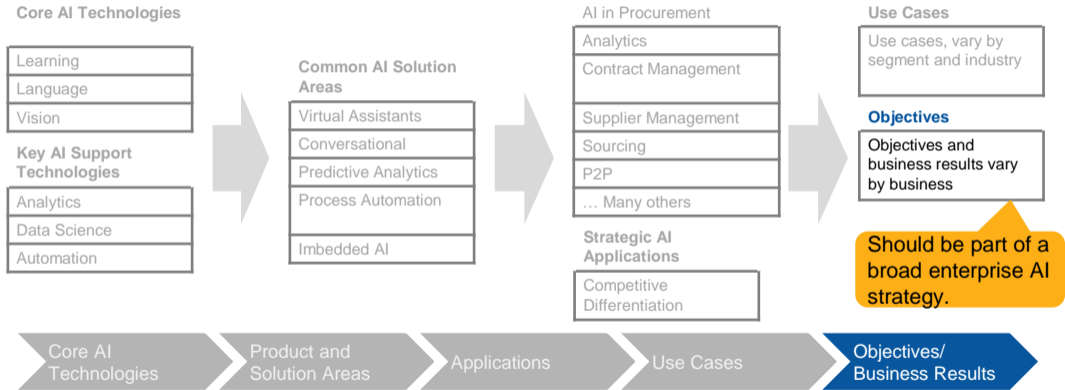 Core AI Technologies
Learning
Language
Vision
Key AI Support
Technologies
Analytics
Data Science
Automation
Common AI Solution
Areas
Virtual Assistants
Conversational
Predictive Analytics
Process Automation
Imbedded AI
AI in Procurement
Analytics
Contract Management
Supplier Management
Sourcing
P2P
… Many others
Strategic AI
Applications
Competitive
Differentiation
Use Cases
Use cases, vary by
segment and industry
Objectives
Objectives and
business results vary
by business
Should be part of a
broad enterprise AI
strategy.
Core AI
Technologies
Product and
Solution Areas
Applications
Use Cases
Objectives/
Business Results